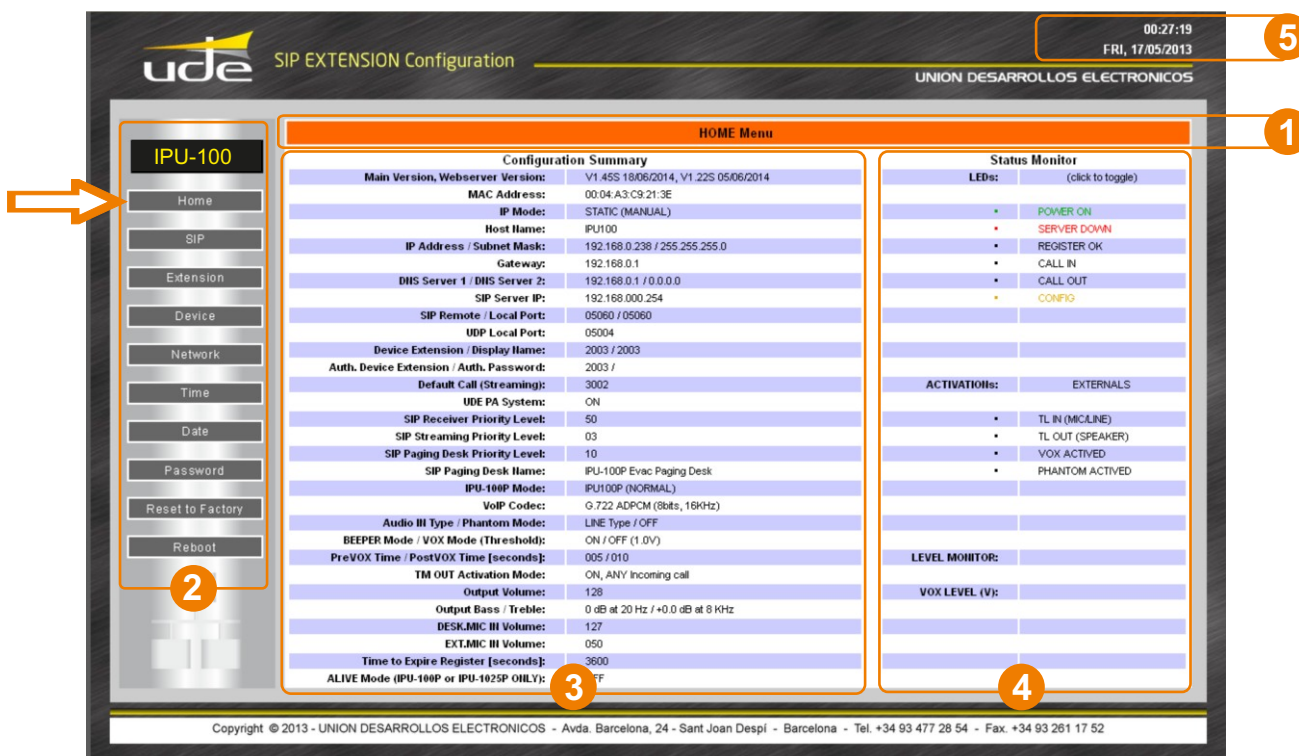 00:27:19
5
FRI, 17/05/2013
ude
SIP EXTENSION Configuration
UNION DESARROLLOS ELECTRONICOS
HOME Menu
1
IPU-100
Home
SIP
Extension
Device
Network
Time
Date
Password
Reset to Factory
Reboot
2
Configuration Summary
Main Version, Webserver Version: V1.45S 18/06/2014, V1.22S 05/06/2014
MAC Address: 00:04:A3:C9:21:3E
IP Mode: STATIC (MANUAL)
Host Name: IPU100
IP Address / Subnet Mask: 192.168.0.238 / 255.255.255.0
Gateway: 192.168.0.1
DNS Server 1 / DNS Server 2: 192.168.0.1 / 0.0.0.0
SIP Server IP: 192.168.000.254
SIP Remote / Local Port: 05060 / 05060
UDP Local Port: 05004
Device Extension / Display Name: 2003 / 2003
Auth. Device Extension / Auth. Password: 2003 /
Default Call (Streaming): 3002
UDE PA System: ON
SIP Receiver Priority Level: 50
SIP Streaming Priority Level: 03
SIP Paging Desk Priority Level: 10
SIP Paging Desk Name: IPU-100P Evac Paging Desk
IPU-100P Mode: IPU100P (NORMAL)
VoIP Codec: G.722 ADPCM (8bits, 16KHz)
Audio IN Type / Phantom Mode: LINE Type / OFF
BEEPER Mode / VOX Mode (Threshold): ON / OFF (1.0V)
PreVOX Time / PostVOX Time [seconds]: 005 / 010
TM OUT Activation Mode: ON, ANY Incoming call
Output Volume: 128
Output Bass / Treble: 0 dB at 20 Hz / +0.0 dB at 8 KHz
DESK.MIC IN Volume: 127
EXT.MIC IN Volume: 050
Time to Expire Register [seconds]: 3600
ALIVE Mode (IPU-100P or IPU-1025P ONLY):
3
Status Monitor
LEDs: (click to toggle)
POWER ON
SERVER DOWN
REGISTER OK
CALL IN
CALL OUT
CONFIG
ACTIVATIONs: EXTERNALS
TL IN (MIC/LINE)
TL OUT (SPEAKER)
VOX ACTIVED
PHANTOM ACTIVED
LEVEL MONITOR:
VOX LEVEL (V):
4
Copyright © 2013 - UNION DESARROLLOS ELECTRONICOS - Avda. Barcelona, 24 - Sant Joan Despí - Barcelona - Tel. +34 93 477 28 54 - Fax. +34 93 261 17 52